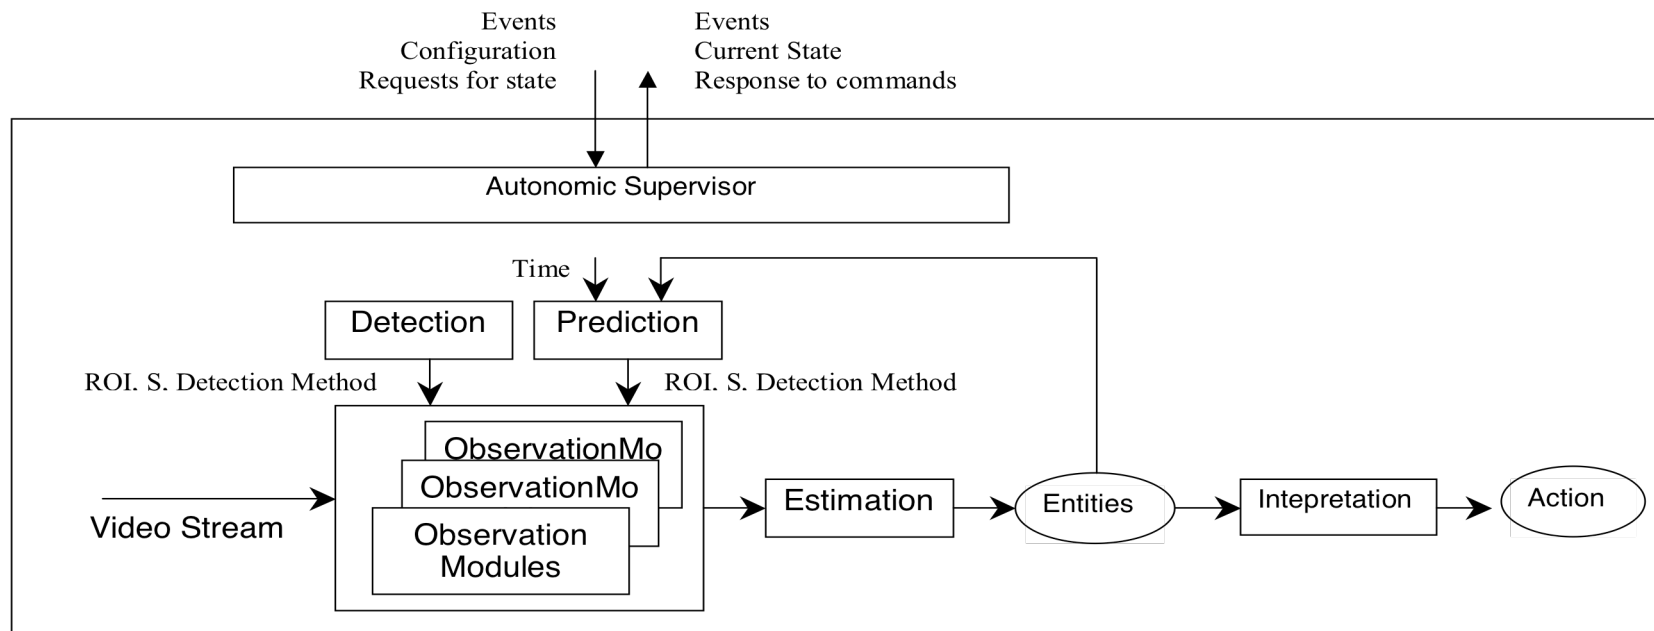 Events
Configuration
Requests for state
Events
Current State
Response to commands
Autonomic Supervisor
Time
Detection
Prediction
ROI. S. Detection Method
ROI. S. Detection Method
ObservationMo
ObservationMo
Observation
Modules
Video Stream
Estimation
Entities
Intepretation
Action